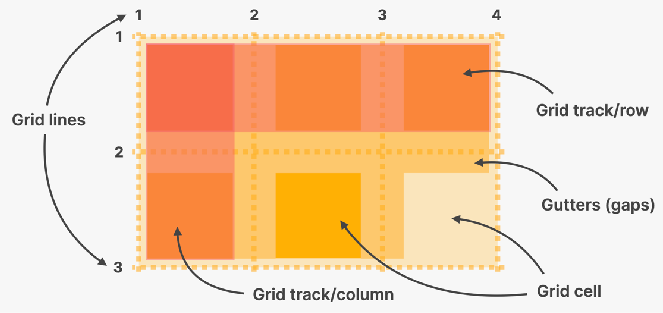 1 2 3 4
1
Grid lines
Grid track/row
2
Gutters (gaps)
3
Grid track/column
Grid cell